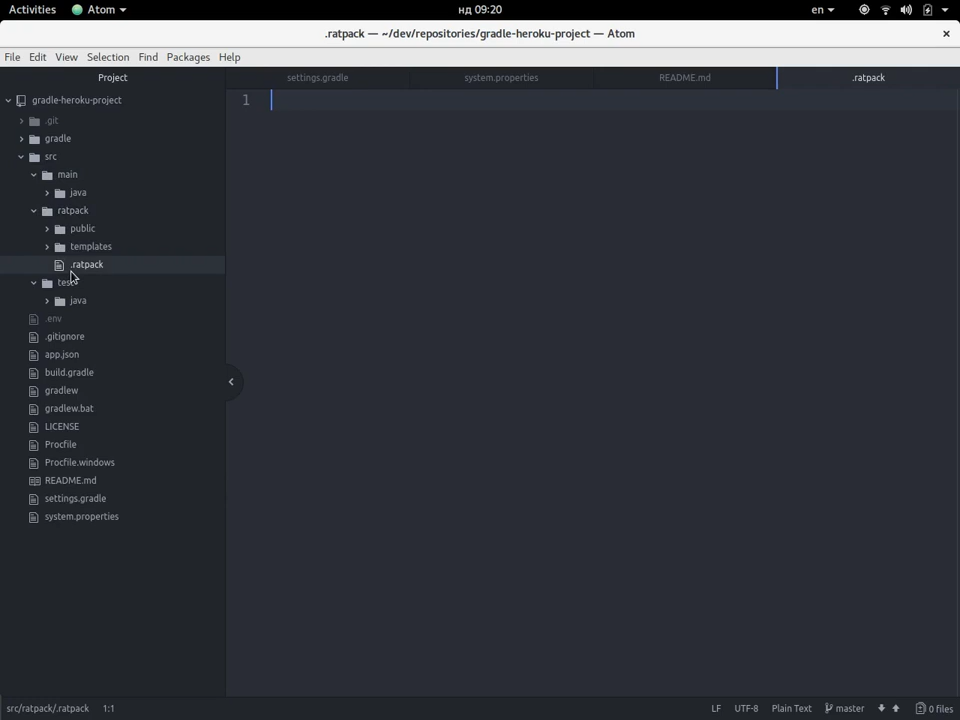 Activities Atom нд 09:20 en
.ratpack — ~/dev/repositories/gradle-heroku-project — Atom
File Edit View Selection Find Packages Help
Project settings.gradle system.properties README.md .ratpack
gradle-heroku-project
.git
gradle
src
main
java
ratpack
public
templates
.ratpack
test
java
.env
.gitignore
app.json
build.gradle
gradlew
gradlew.bat
LICENSE
Procfile
Procfile.windows
README.md
settings.gradle
system.properties
1
src/ratpack/.ratpack 1:1 LF UTF-8 Plain Text master 0 files